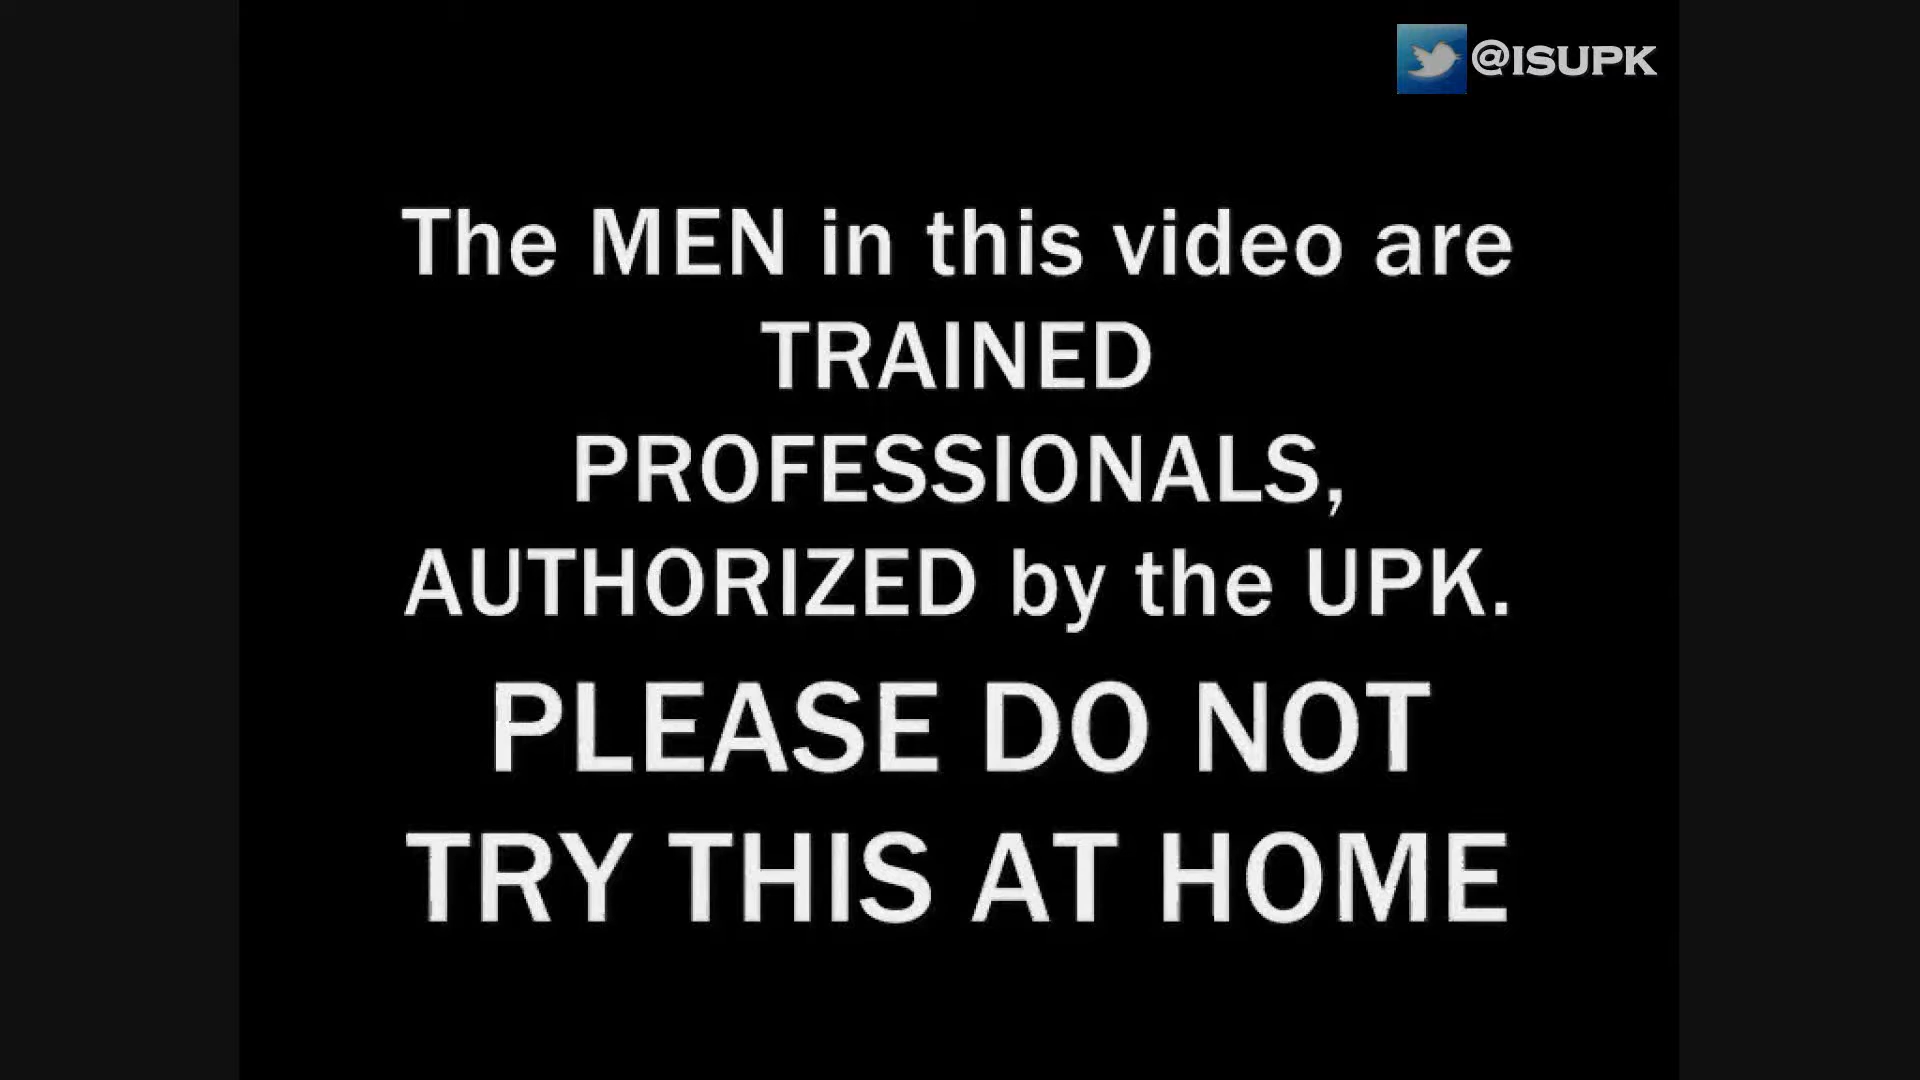 @ISUPK
The MEN in this video are
TRAINED
PROFESSIONALS,
AUTHORIZED by the UPK.
PLEASE DO NOT
TRY THIS AT HOME